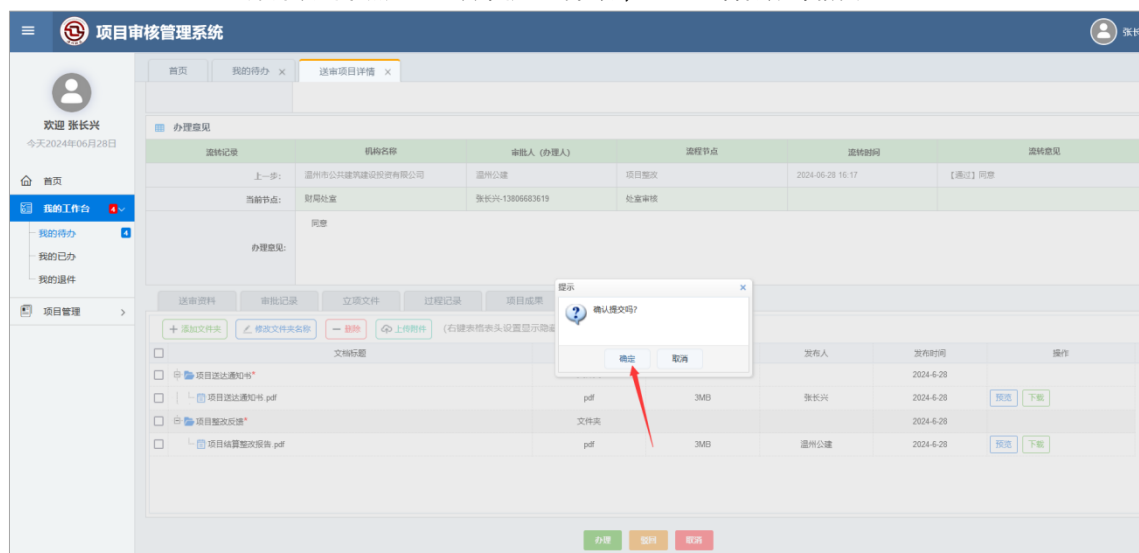 项目审核管理系统
首页 我的待办 × 送审项目详情 ×
欢迎 张长兴
今天2024年06月28日
首页
我的工作台 4
我的待办 4
我的已办
我的退件
项目管理
办理意见
流转记录 机构名称 审批人（办理人） 流程节点 流转时间 流转意见
上一步: 温州市公共建筑建设投资有限公司 温州公建 项目整改 2024-06-28 16:17 【通过】同意
当前节点: 财局处室 张长兴-13806683619 处室审核
办理意见: 同意
送审资料 审批记录 立项文件 过程记录 项目成果
提示 ×
确认提交吗?
确定 取消
+ 添加文件夹 修改文件夹名称 — 删除 上传附件 (右键表格表头设置显示隐
文档标题 发布人 发布时间 操作
项目送达通知书* 2024-6-28
项目送达通知书.pdf pdf 3MB 张长兴 2024-6-28 预览 下载
项目整改反馈* 文件夹 2024-6-28
项目结算整改报告.pdf pdf 3MB 温州公建 2024-6-28 预览 下载
办理 驳回 取消